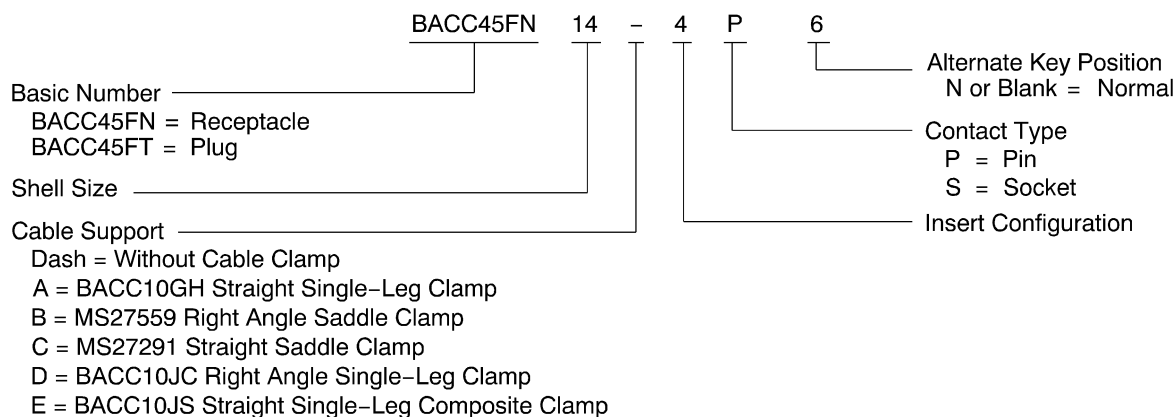 BACC45FN 14 – 4 P 6
Alternate Key Position
N or Blank = Normal
Basic Number
BACC45FN = Receptacle
BACC45FT = Plug
Contact Type
P = Pin
S = Socket
Shell Size
Insert Configuration
Cable Support
Dash = Without Cable Clamp
A = BACC10GH Straight Single–Leg Clamp
B = MS27559 Right Angle Saddle Clamp
C = MS27291 Straight Saddle Clamp
D = BACC10JC Right Angle Single–Leg Clamp
E = BACC10JS Straight Single–Leg Composite Clamp